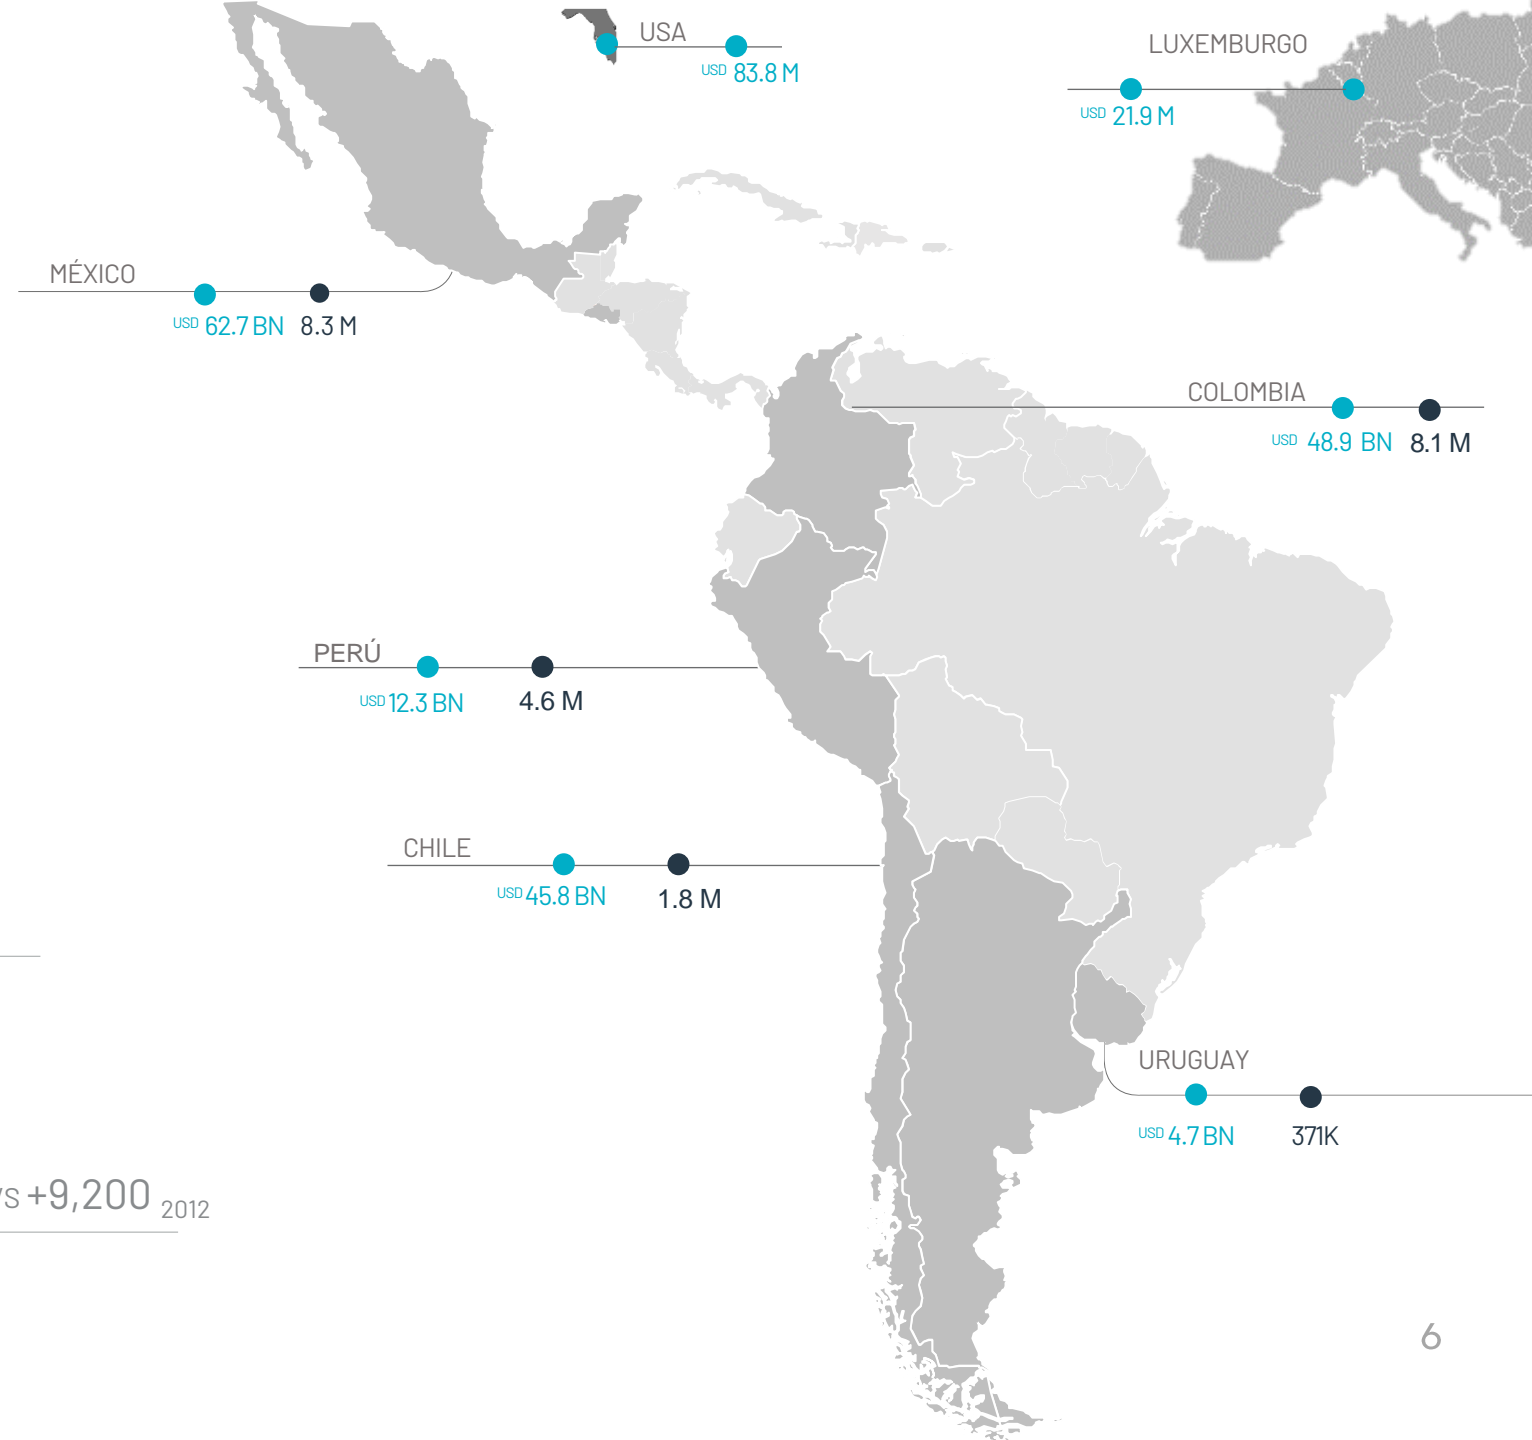 USA
USD 83.8 M
LUXEMBURGO
USD 21.9 M
MÉXICO
USD 62.7 BN 8.3 M
COLOMBIA
USD 48.9 BN 8.1 M
PERÚ
USD 12.3 BN 4.6 M
CHILE
USD 45.8 BN 1.8 M
URUGUAY
USD 4.7 BN 371K
+9,200 2012
6